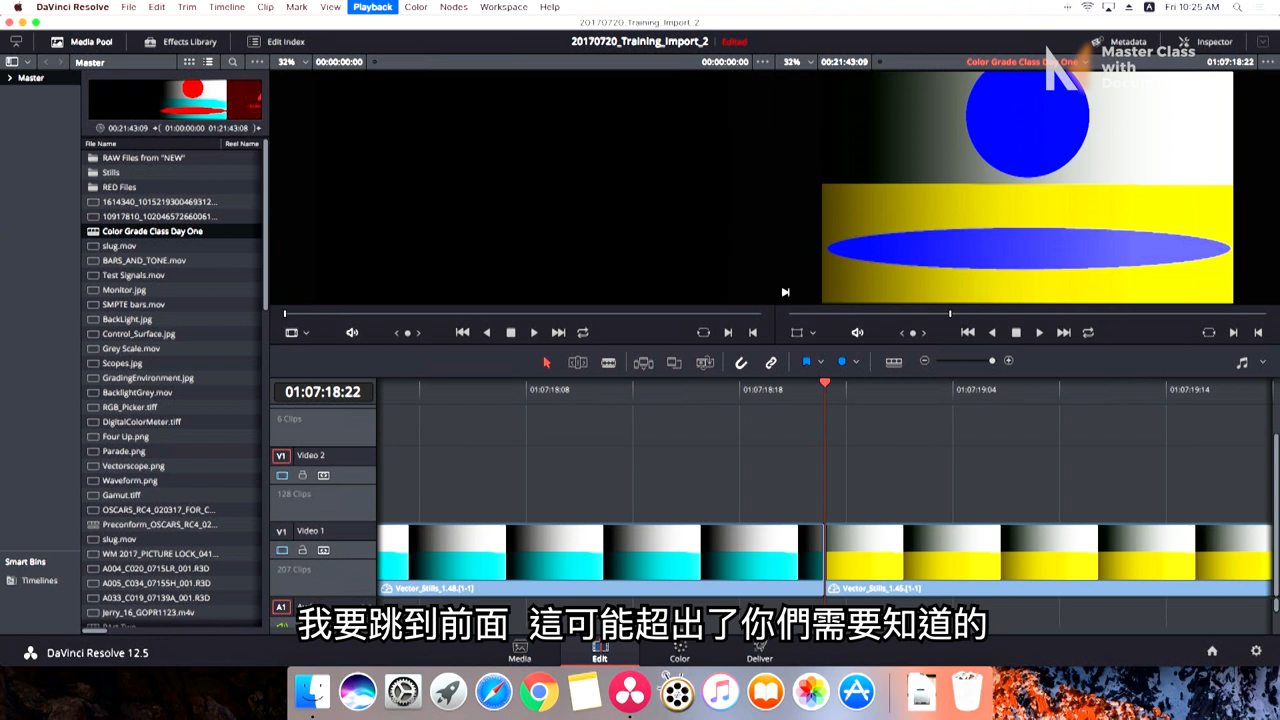 DaVinci Resolve File Edit Trim Timeline Clip Mark View Playback Color Nodes Workspace Help
Fri 10:25 AM
20170720_Training_Import_2
Media Pool Effects Library Edit Index
20170720_Training_Import_2 Edited
Metadata Inspector
Master
32% 00:00:00:00
00:00:00:00
32% 00:21:43:09
Color Grade Class Day One
01:07:18:22
Master Class
with
Master
00:21:43:09 01:00:00:00 01:21:43:08
File Name Reel Name
RAW Files from "NEW"
Stills
RED Files
1614340_1015219300469312...
10917810_102046572660061...
Color Grade Class Day One
slug.mov
BARS_AND_TONE.mov
Test Signals.mov
Monitor.jpg
SMPTE bars.mov
BackLight.jpg
Control_Surface.jpg
Grey Scale.mov
Scopes.jpg
GradingEnvironment.jpg
BacklightGrey.mov
RGB_Picker.tiff
DigitalColorMeter.tiff
Four Up.png
Parade.png
Vectorscope.png
Waveform.png
Gamut.tiff
OSCARS_RC4_020317_FOR_C...
Preconform_OSCARS_RC4_02...
slug.mov
WM 2017_PICTURE LOCK_041...
A004_C020_0715LR_001.R3D
A005_C034_07155H_001.R3D
A033_C019_07139A_001.R3D
Jerry_16_GOPR1123.m4v
Smart Bins
Timelines
01:07:18:22
01:07:18:08 01:07:18:18 01:07:19:04 01:07:19:14
6 Clips
V1 Video 2
128 Clips
V1 Video 1
207 Clips
Vector_Stills_1.48.[1-1] Vector_Stills_1.45.[1-1]
A1
我要跳到前面 這可能超出了你們需要知道的
DaVinci Resolve 12.5
Media Edit Color Deliver